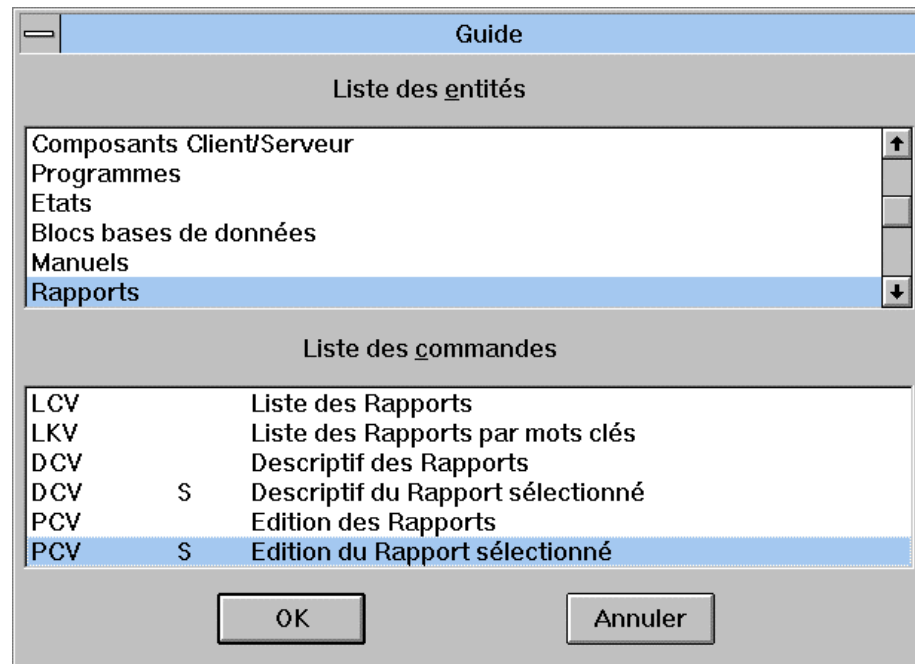 Guide
Liste des entités
Composants Client/Serveur
Programmes
Etats
Blocs bases de données
Manuels
Rapports
Liste des commandes
LCV Liste des Rapports
LKV Liste des Rapports par mots clés
DCV Descriptif des Rapports
DCV S Descriptif du Rapport sélectionné
PCV Edition des Rapports
PCV S Edition du Rapport sélectionné
OK Annuler